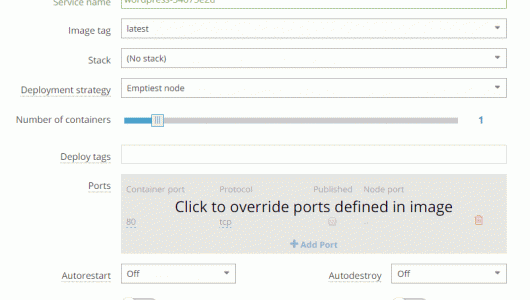 Service name
Image tag latest
Stack (No stack)
Deployment strategy Emptiest node
Number of containers 1
Deploy tags
Ports
Container port Protocol Published Node port
Click to override ports defined in image
80 tcp
Add Port
Autorestart Off Autodestroy Off